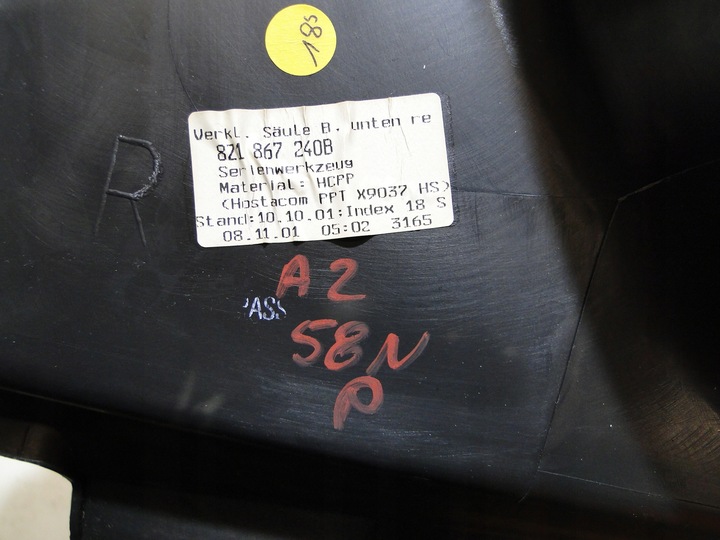 18s
Verkl. Säule B. unten re
8Z1 867 240B
Serienwerkzeug
Material: HCPP
(Hostacom PPT X9037 HS)
Stand:10.10.01:Index 18 S
08.11.01 05:02 3165
R
A2
PASS
58N
P